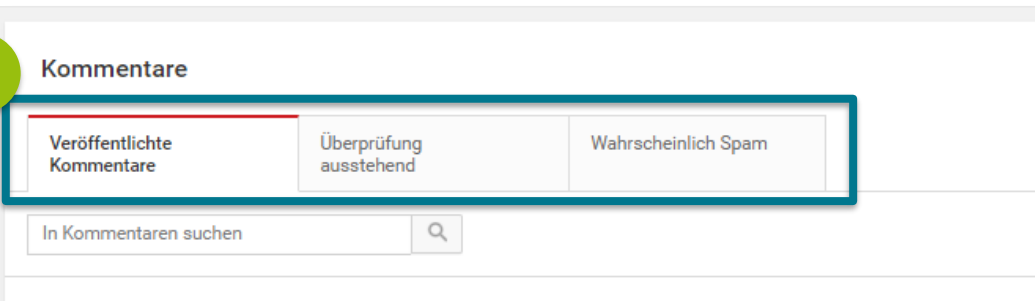 Kommentare
Veröffentlichte
Kommentare
Überprüfung
ausstehend
Wahrscheinlich Spam
In Kommentaren suchen